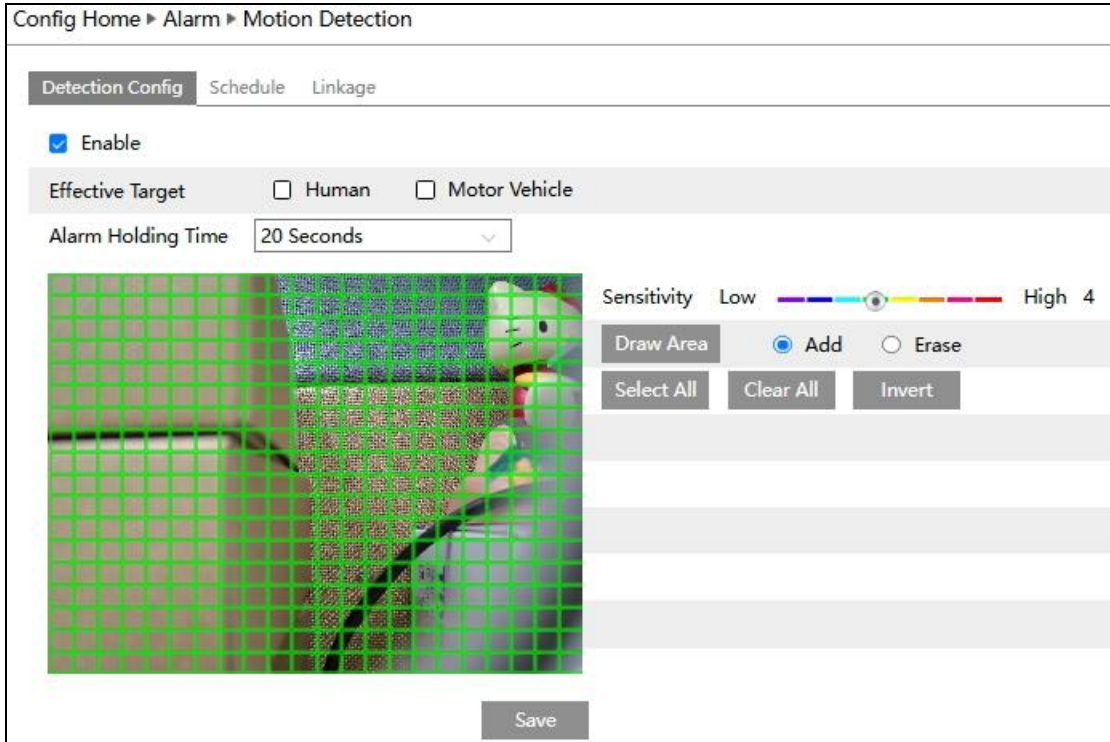 Config Home ▸ Alarm ▸ Motion Detection
Detection Config Schedule Linkage
Enable
Effective Target Human Motor Vehicle
Alarm Holding Time 20 Seconds
Sensitivity Low High 4
Draw Area Add Erase
Select All Clear All Invert
Save